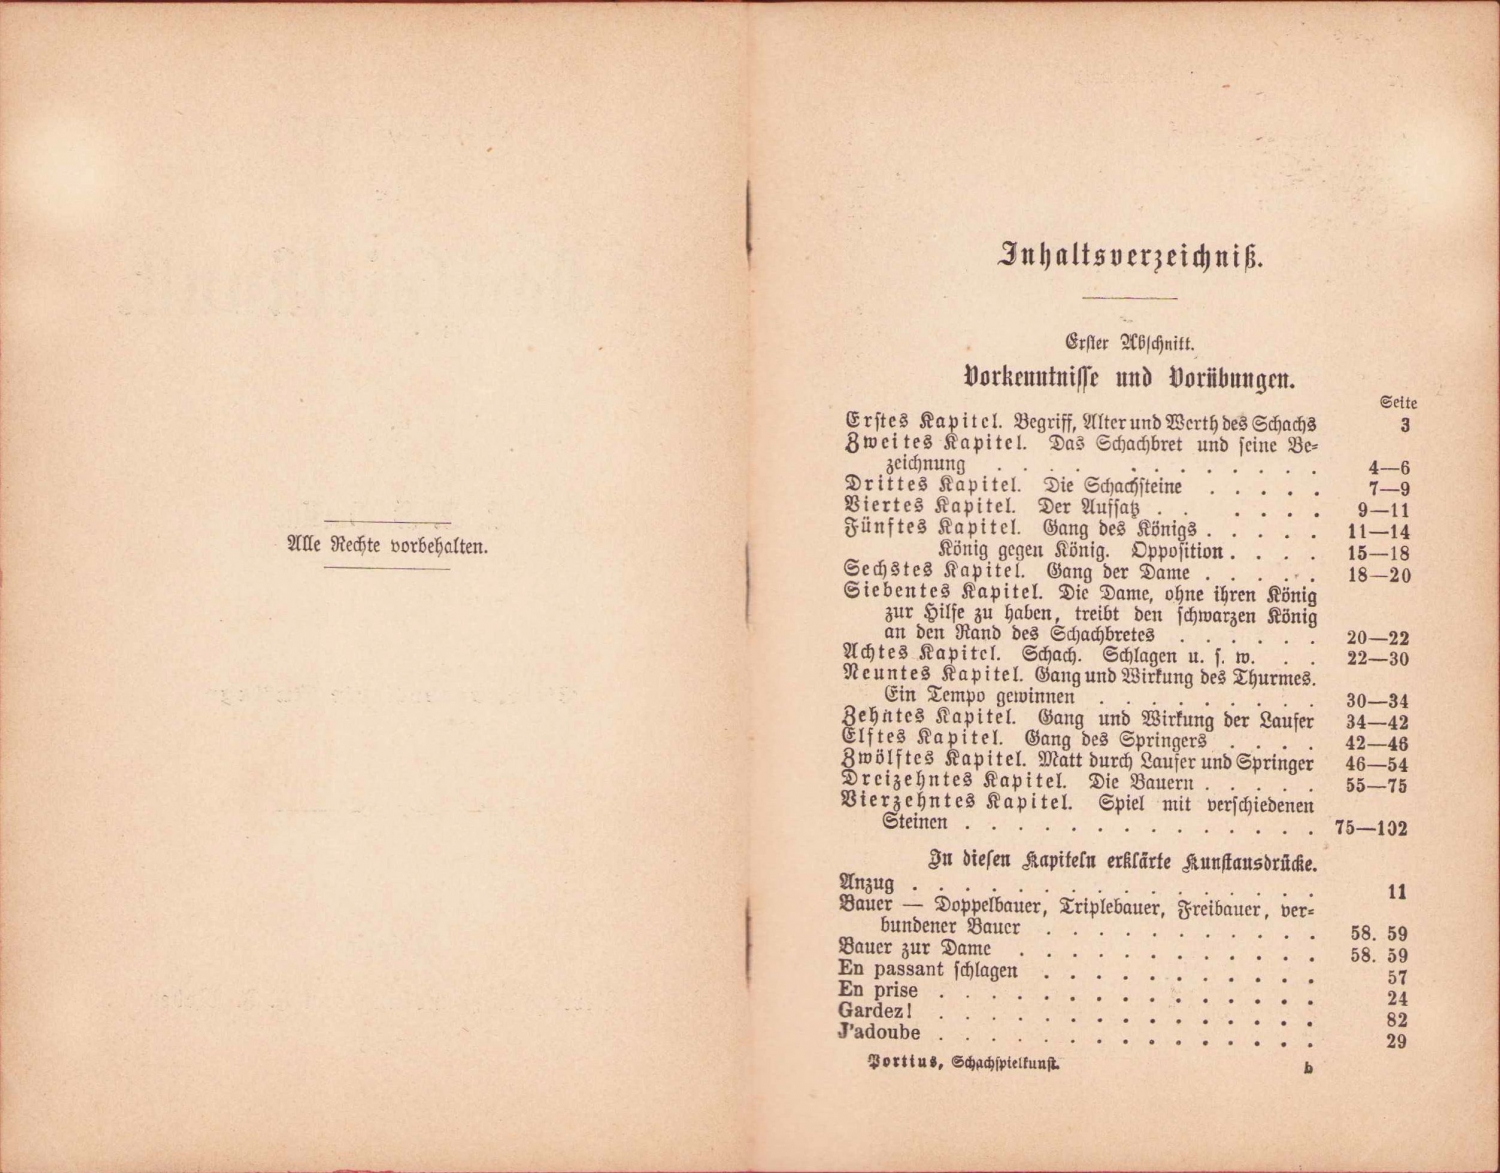 Alle Rechte vorbehalten.
Inhaltsverzeichniß.
Erster Abschnitt.
Vorkenntnisse und Vorübungen.
Seite
Erstes Kapitel. Begriff, Alter und Werth des Schachs 3
Zweites Kapitel. Das Schachbret und seine Be-
zeichnung . . . . . . . . . . . . 4—6
Drittes Kapitel. Die Schachsteine . . . . . 7—9
Viertes Kapitel. Der Aufsatz . . . . . . 9—11
Fünftes Kapitel. Gang des Königs . . . . . 11—14
König gegen König. Opposition . . . . 15—18
Sechstes Kapitel. Gang der Dame . . . . . 18—20
Siebentes Kapitel. Die Dame, ohne ihren König
zur Hilfe zu haben, treibt den schwarzen König
an den Rand des Schachbretes . . . . . . 20—22
Achtes Kapitel. Schach. Schlagen u. s. w. . . 22—30
Neuntes Kapitel. Gang und Wirkung des Thurmes.
Ein Tempo gewinnen . . . . . . . . . 30—34
Zehntes Kapitel. Gang und Wirkung der Laufer 34—42
Elftes Kapitel. Gang des Springers . . . . 42—46
Zwölftes Kapitel. Matt durch Laufer und Springer 46—54
Dreizehntes Kapitel. Die Bauern . . . . . 55—75
Vierzehntes Kapitel. Spiel mit verschiedenen
Steinen . . . . . . . . . . . . . . 75—102
In diesen Kapiteln erklärte Kunstausdrücke.
Anzug . . . . . . . . . . . . . . . . 11
Bauer — Doppelbauer, Triplebauer, Freibauer, ver-
bundener Bauer . . . . . . . . . . . 58. 59
Bauer zur Dame . . . . . . . . . . . . 58. 59
En passant schlagen . . . . . . . . . . . 57
En prise . . . . . . . . . . . . . . . 24
Gardez! . . . . . . . . . . . . . . . 82
J'adoube . . . . . . . . . . . . . . . 29
Portius, Schachspielkunst. b